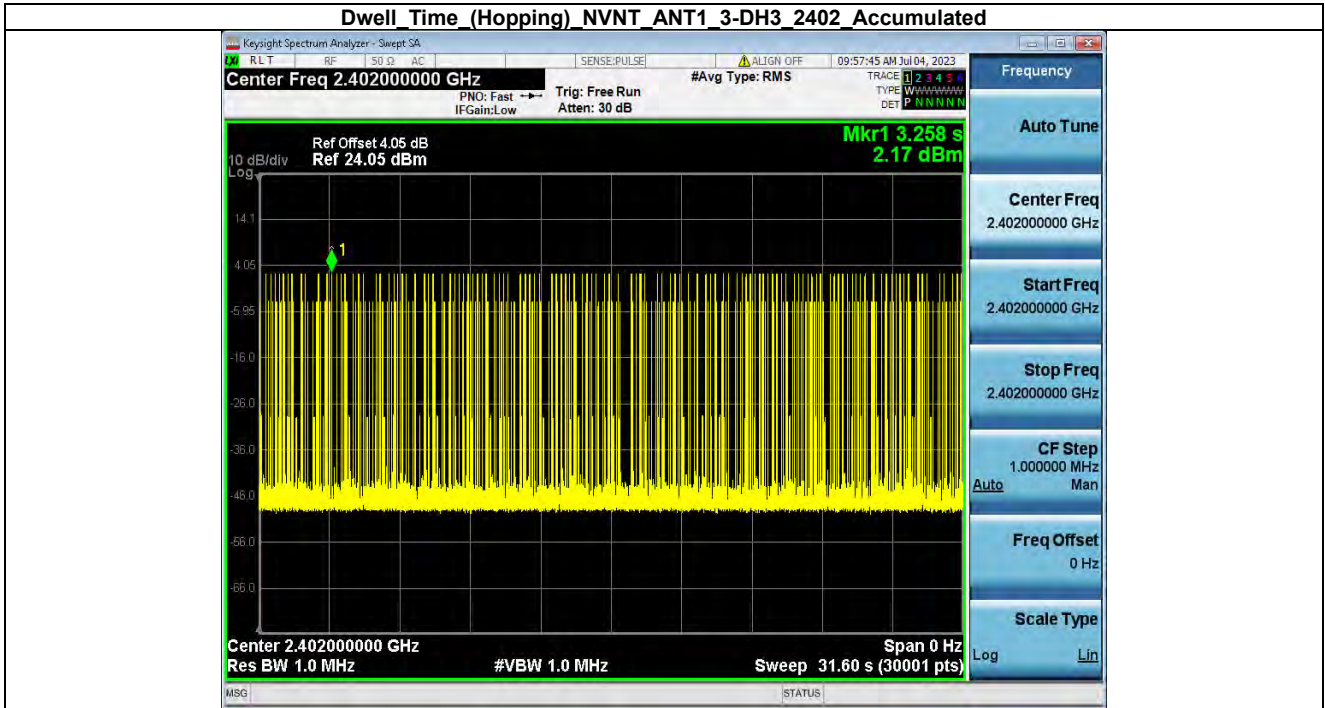 Dwell_Time_(Hopping)_NVNT_ANT1_3-DH3_2402_Accumulated
Keysight Spectrum Analyzer - Swept SA
LXI RLT RF 50 Ω AC SENSE:PULSE ALIGN OFF 09:57:45 AM Jul 04, 2023
Center Freq 2.402000000 GHz
#Avg Type: RMS
TRACE 1 2 3 4 5 6
TYPE WWWWWW
DET P N N N N N
PNO: Fast
IFGain:Low
Trig: Free Run
Atten: 30 dB
Mkr1 3.258 s
2.17 dBm
Ref Offset 4.05 dB
Ref 24.05 dBm
10 dB/div
Log
14.1
4.05
-5.95
-16.0
-26.0
-36.0
-46.0
-56.0
-66.0
1
Center 2.402000000 GHz
Span 0 Hz
Res BW 1.0 MHz
#VBW 1.0 MHz
Sweep 31.60 s (30001 pts)
MSG
STATUS
Frequency
Auto Tune
Center Freq
2.402000000 GHz
Start Freq
2.402000000 GHz
Stop Freq
2.402000000 GHz
CF Step
1.000000 MHz
Auto Man
Freq Offset
0 Hz
Scale Type
Log Lin